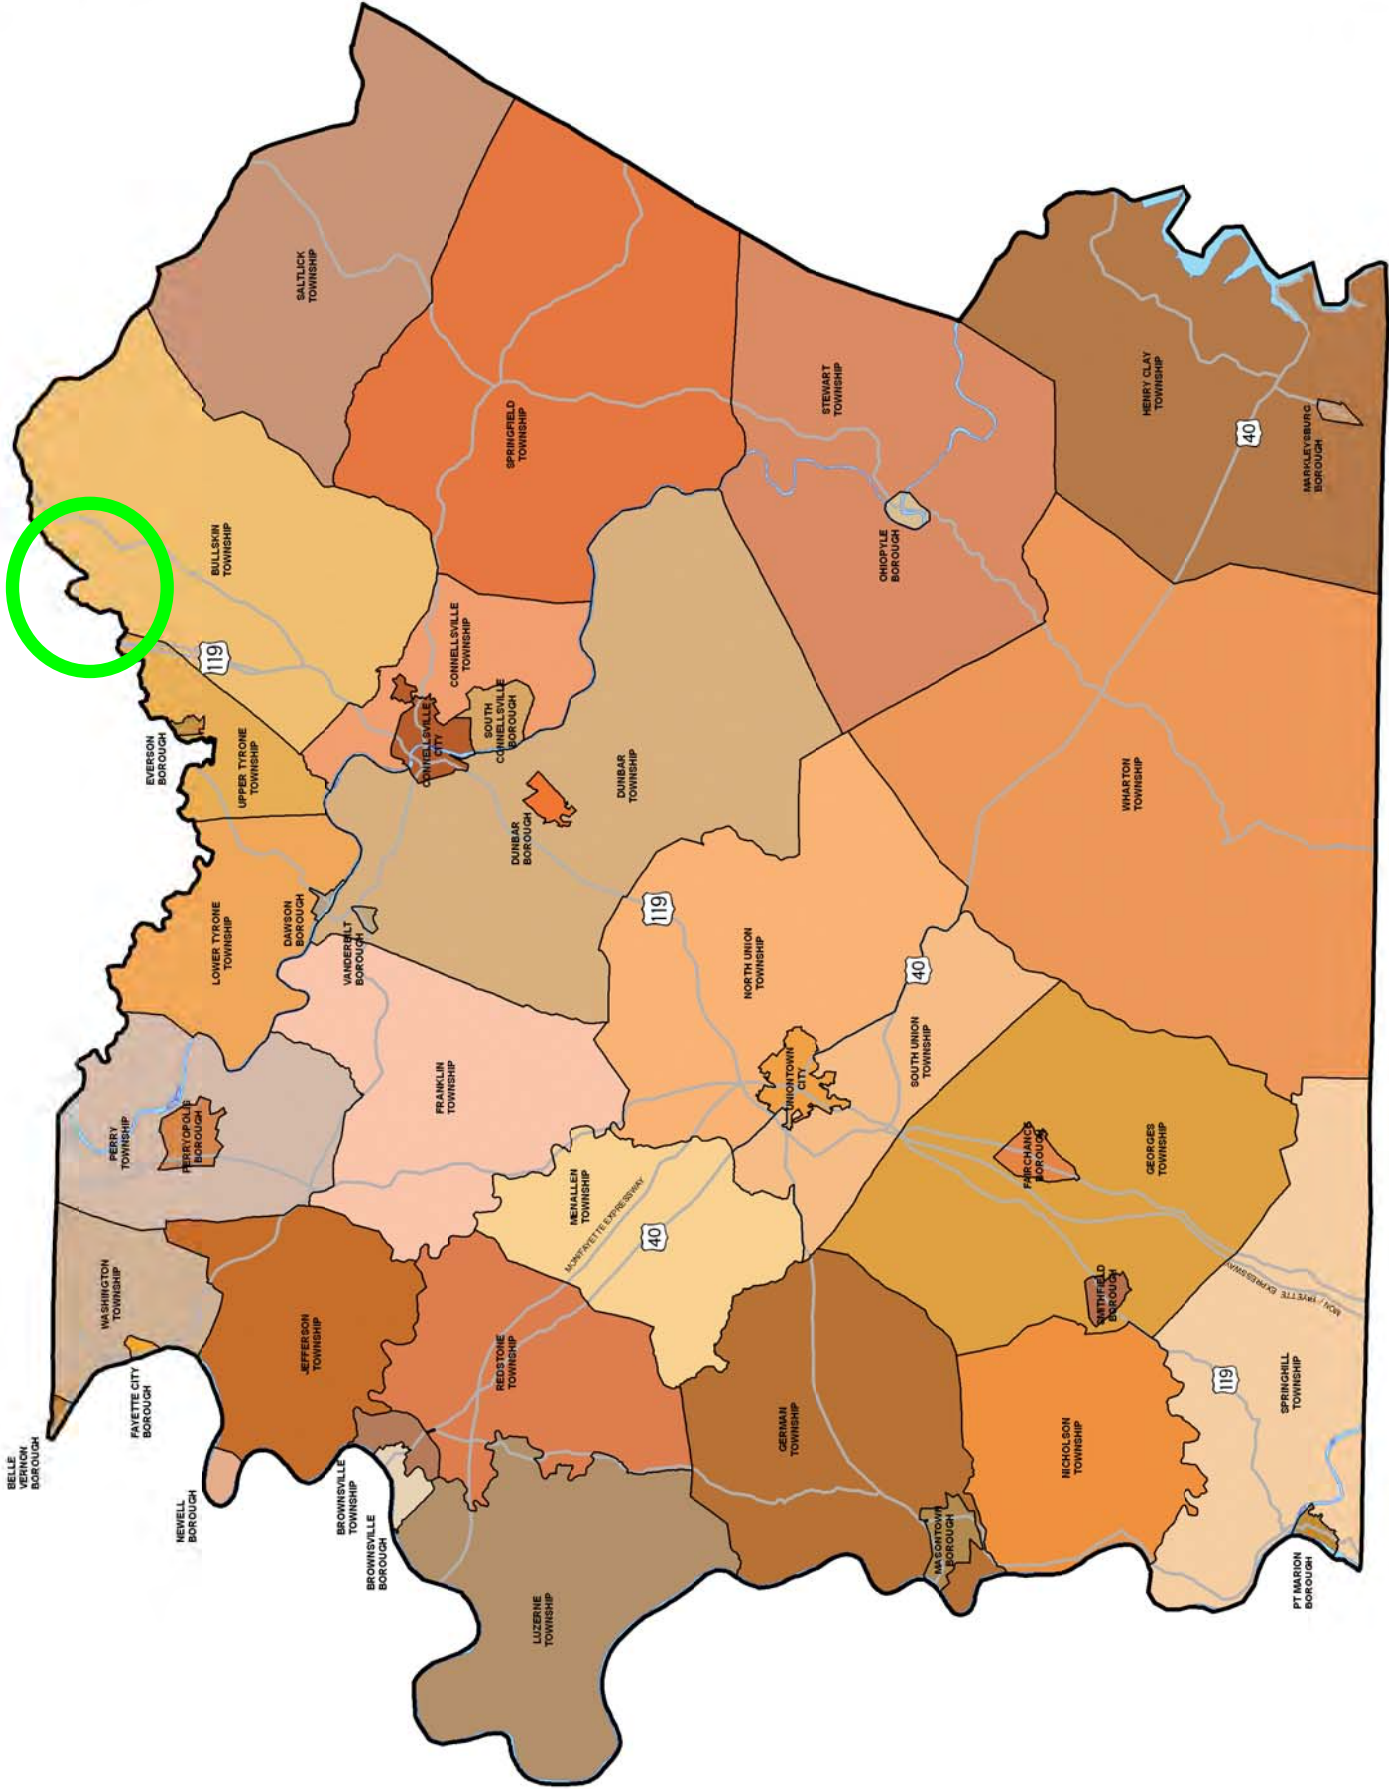 SALTLICK
TOWNSHIP
SPRINGFIELD
TOWNSHIP
STEWART
TOWNSHIP
HENRY CLAY
TOWNSHIP
40
MARKLEYSBURG
BOROUGH
BULLSKIN
TOWNSHIP
OHIOPYLE
BOROUGH
119
CONNELLSVILLE
TOWNSHIP
CONNELLSVILLE
CITY
SOUTH
CONNELLSVILLE
BOROUGH
EVERSON
BOROUGH
UPPER TYRONE
TOWNSHIP
DUNBAR
TOWNSHIP
DUNBAR
BOROUGH
WHARTON
TOWNSHIP
LOWER TYRONE
TOWNSHIP
DAWSON
BOROUGH
VANDERBILT
BOROUGH
119
NORTH UNION
TOWNSHIP
40
SOUTH UNION
TOWNSHIP
UNIONTOWN
CITY
FRANKLIN
TOWNSHIP
PERRY
TOWNSHIP
PERRYOPOLIS
BOROUGH
MENALLEN
TOWNSHIP
MON/FAYETTE EXPRESSWAY
40
FAIRCHANCE
BOROUGH
GEORGES
TOWNSHIP
WASHINGTON
TOWNSHIP
JEFFERSON
TOWNSHIP
REDSTONE
TOWNSHIP
SMITHFIELD
BOROUGH
MON / FAYETTE EXPRESSWAY
FAYETTE CITY
BOROUGH
BELLE
VERNON
BOROUGH
NEWELL
BOROUGH
BROWNSVILLE
TOWNSHIP
BROWNSVILLE
BOROUGH
GERMAN
TOWNSHIP
NICHOLSON
TOWNSHIP
119
SPRINGHILL
TOWNSHIP
MASONTOWN
BOROUGH
LUZERNE
TOWNSHIP
PT MARION
BOROUGH